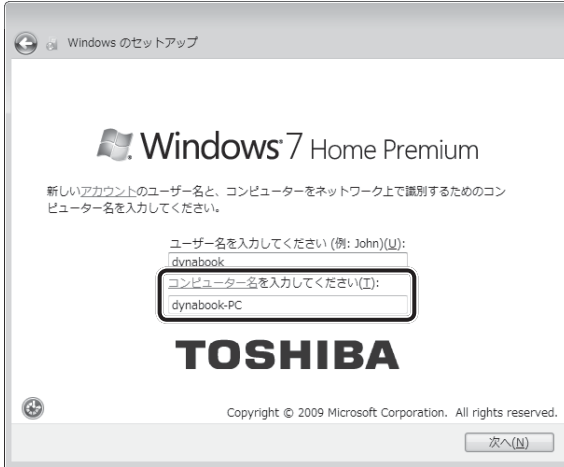 Windows のセットアップ
Windows 7 Home Premium
新しいアカウントのユーザー名と、コンピューターをネットワーク上で識別するためのコン
ピューター名を入力してください。
ユーザー名を入力してください (例: John)(U):
dynabook
コンピューター名を入力してください(T):
dynabook-PC
TOSHIBA
Copyright © 2009 Microsoft Corporation. All rights reserved.
次へ(N)